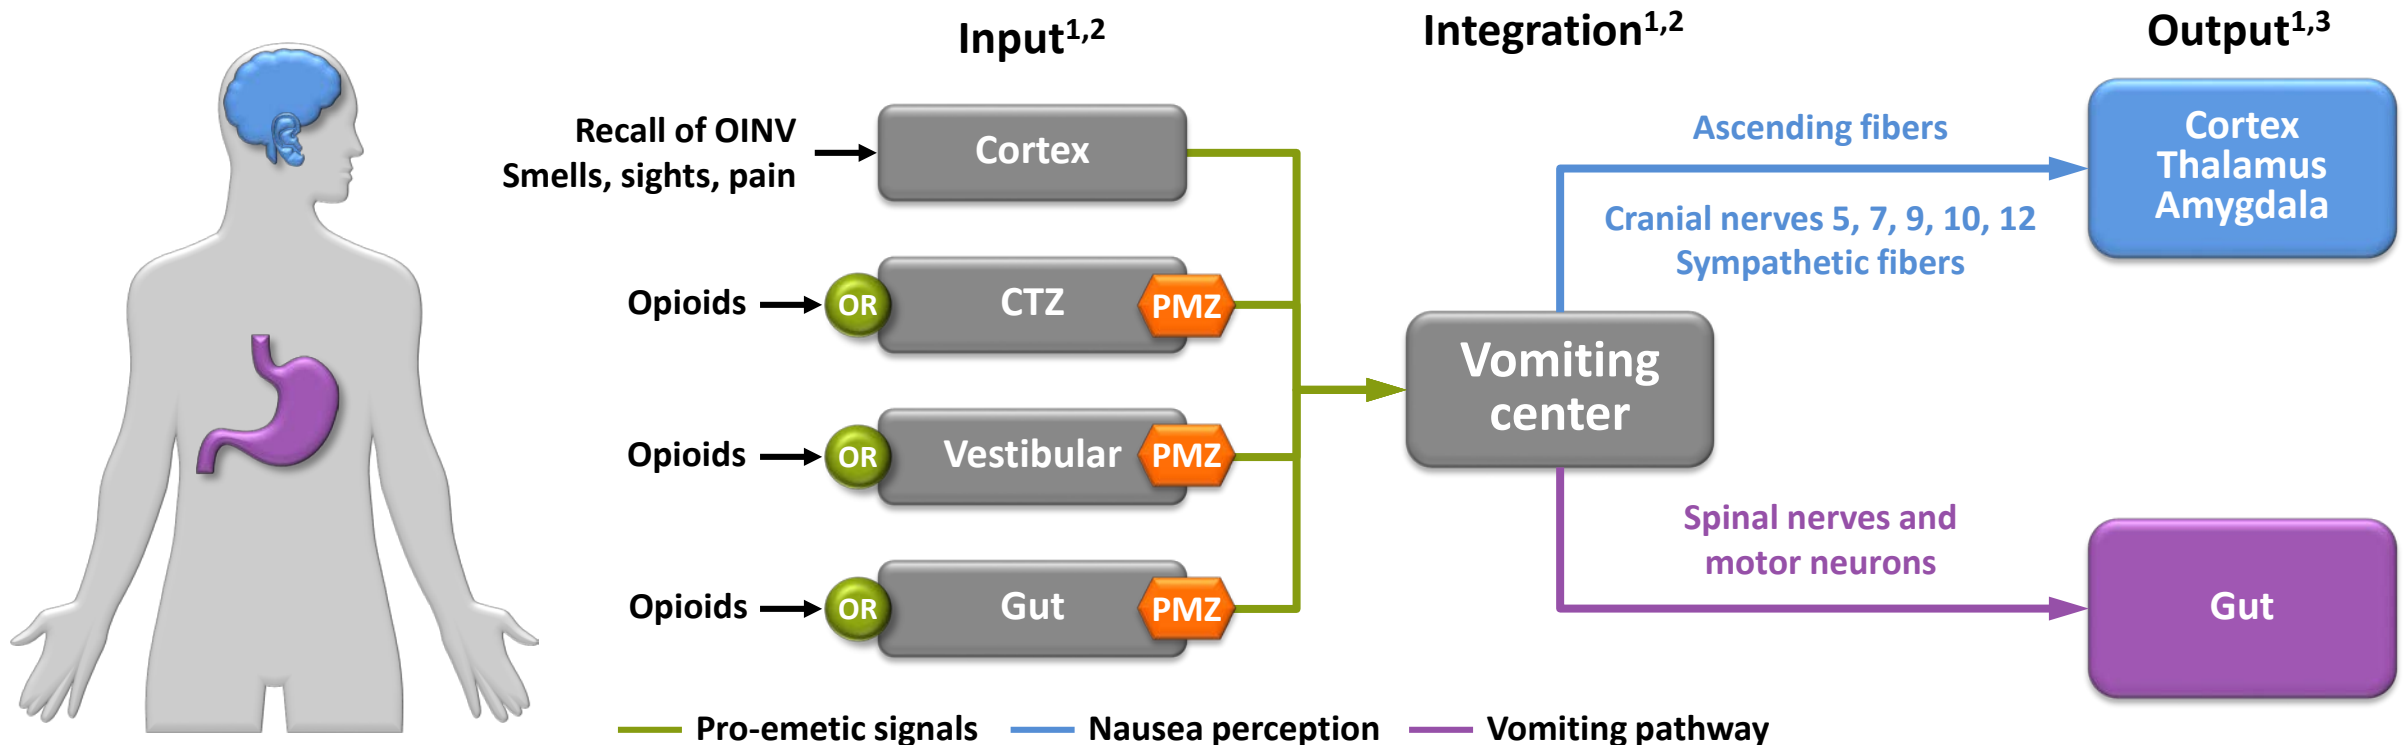 Input1,2
Integration1,2
Output1,3
Recall of OINV
Smells, sights, pain
Cortex
Opioids
OR
CTZ
PMZ
Opioids
OR
Vestibular
PMZ
Opioids
OR
Gut
PMZ
Vomiting
center
Ascending fibers
Cranial nerves 5, 7, 9, 10, 12
Sympathetic fibers
Spinal nerves and
motor neurons
Cortex
Thalamus
Amygdala
Gut
Pro-emetic signals
Nausea perception
Vomiting pathway